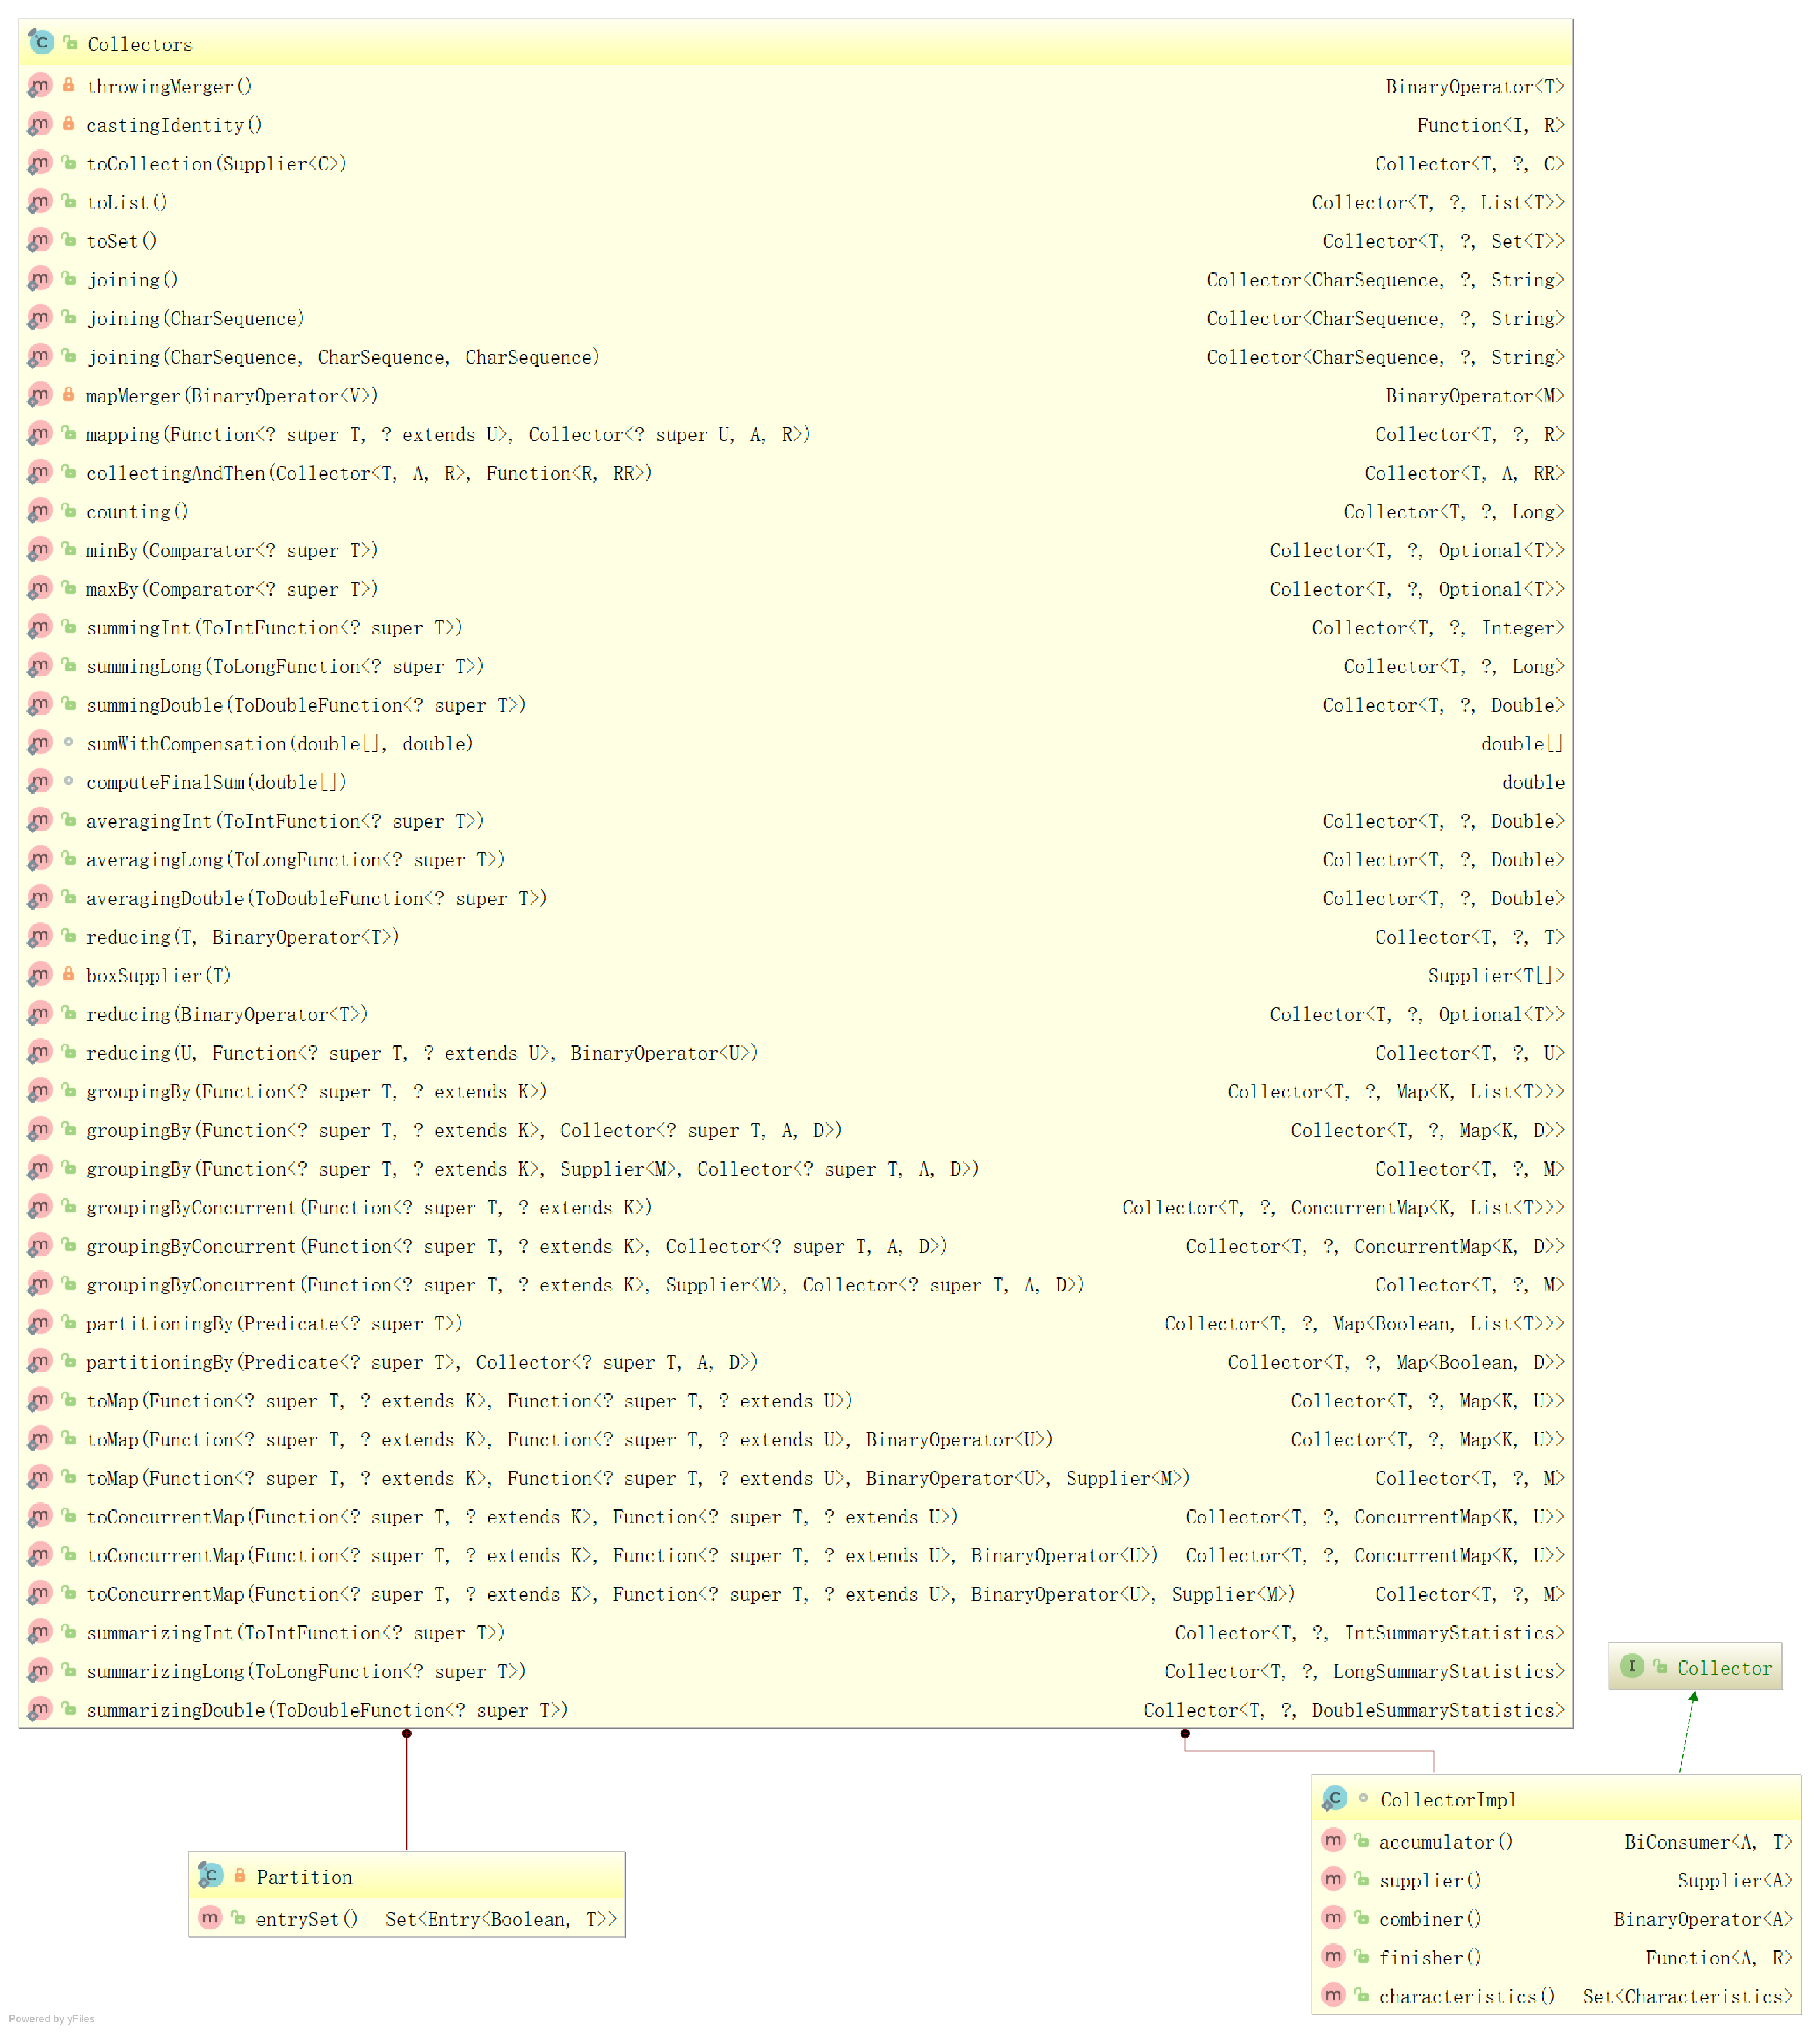 Collectors
throwingMerger() BinaryOperator<T>
castingIdentity() Function<I, R>
toCollection(Supplier<C>) Collector<T, ?, C>
toList() Collector<T, ?, List<T>>
toSet() Collector<T, ?, Set<T>>
joining() Collector<CharSequence, ?, String>
joining(CharSequence) Collector<CharSequence, ?, String>
joining(CharSequence, CharSequence, CharSequence) Collector<CharSequence, ?, String>
mapMerger(BinaryOperator<V>) BinaryOperator<M>
mapping(Function<? super T, ? extends U>, Collector<? super U, A, R>) Collector<T, ?, R>
collectingAndThen(Collector<T, A, R>, Function<R, RR>) Collector<T, A, RR>
counting() Collector<T, ?, Long>
minBy(Comparator<? super T>) Collector<T, ?, Optional<T>>
maxBy(Comparator<? super T>) Collector<T, ?, Optional<T>>
summingInt(ToIntFunction<? super T>) Collector<T, ?, Integer>
summingLong(ToLongFunction<? super T>) Collector<T, ?, Long>
summingDouble(ToDoubleFunction<? super T>) Collector<T, ?, Double>
sumWithCompensation(double[], double) double[]
computeFinalSum(double[]) double
averagingInt(ToIntFunction<? super T>) Collector<T, ?, Double>
averagingLong(ToLongFunction<? super T>) Collector<T, ?, Double>
averagingDouble(ToDoubleFunction<? super T>) Collector<T, ?, Double>
reducing(T, BinaryOperator<T>) Collector<T, ?, T>
boxSupplier(T) Supplier<T[]>
reducing(BinaryOperator<T>) Collector<T, ?, Optional<T>>
reducing(U, Function<? super T, ? extends U>, BinaryOperator<U>) Collector<T, ?, U>
groupingBy(Function<? super T, ? extends K>) Collector<T, ?, Map<K, List<T>>>
groupingBy(Function<? super T, ? extends K>, Collector<? super T, A, D>) Collector<T, ?, Map<K, D>>
groupingBy(Function<? super T, ? extends K>, Supplier<M>, Collector<? super T, A, D>) Collector<T, ?, M>
groupingByConcurrent(Function<? super T, ? extends K>) Collector<T, ?, ConcurrentMap<K, List<T>>>
groupingByConcurrent(Function<? super T, ? extends K>, Collector<? super T, A, D>) Collector<T, ?, ConcurrentMap<K, D>>
groupingByConcurrent(Function<? super T, ? extends K>, Supplier<M>, Collector<? super T, A, D>) Collector<T, ?, M>
partitioningBy(Predicate<? super T>) Collector<T, ?, Map<Boolean, List<T>>>
partitioningBy(Predicate<? super T>, Collector<? super T, A, D>) Collector<T, ?, Map<Boolean, D>>
toMap(Function<? super T, ? extends K>, Function<? super T, ? extends U>) Collector<T, ?, Map<K, U>>
toMap(Function<? super T, ? extends K>, Function<? super T, ? extends U>, BinaryOperator<U>) Collector<T, ?, Map<K, U>>
toMap(Function<? super T, ? extends K>, Function<? super T, ? extends U>, BinaryOperator<U>, Supplier<M>) Collector<T, ?, M>
toConcurrentMap(Function<? super T, ? extends K>, Function<? super T, ? extends U>) Collector<T, ?, ConcurrentMap<K, U>>
toConcurrentMap(Function<? super T, ? extends K>, Function<? super T, ? extends U>, BinaryOperator<U>) Collector<T, ?, ConcurrentMap<K, U>>
toConcurrentMap(Function<? super T, ? extends K>, Function<? super T, ? extends U>, BinaryOperator<U>, Supplier<M>) Collector<T, ?, M>
summarizingInt(ToIntFunction<? super T>) Collector<T, ?, IntSummaryStatistics>
summarizingLong(ToLongFunction<? super T>) Collector<T, ?, LongSummaryStatistics>
summarizingDouble(ToDoubleFunction<? super T>) Collector<T, ?, DoubleSummaryStatistics>
Collector
Partition
entrySet() Set<Entry<Boolean, T>>
CollectorImpl
accumulator() BiConsumer<A, T>
supplier() Supplier<A>
combiner() BinaryOperator<A>
finisher() Function<A, R>
characteristics() Set<Characteristics>
Powered by yFiles